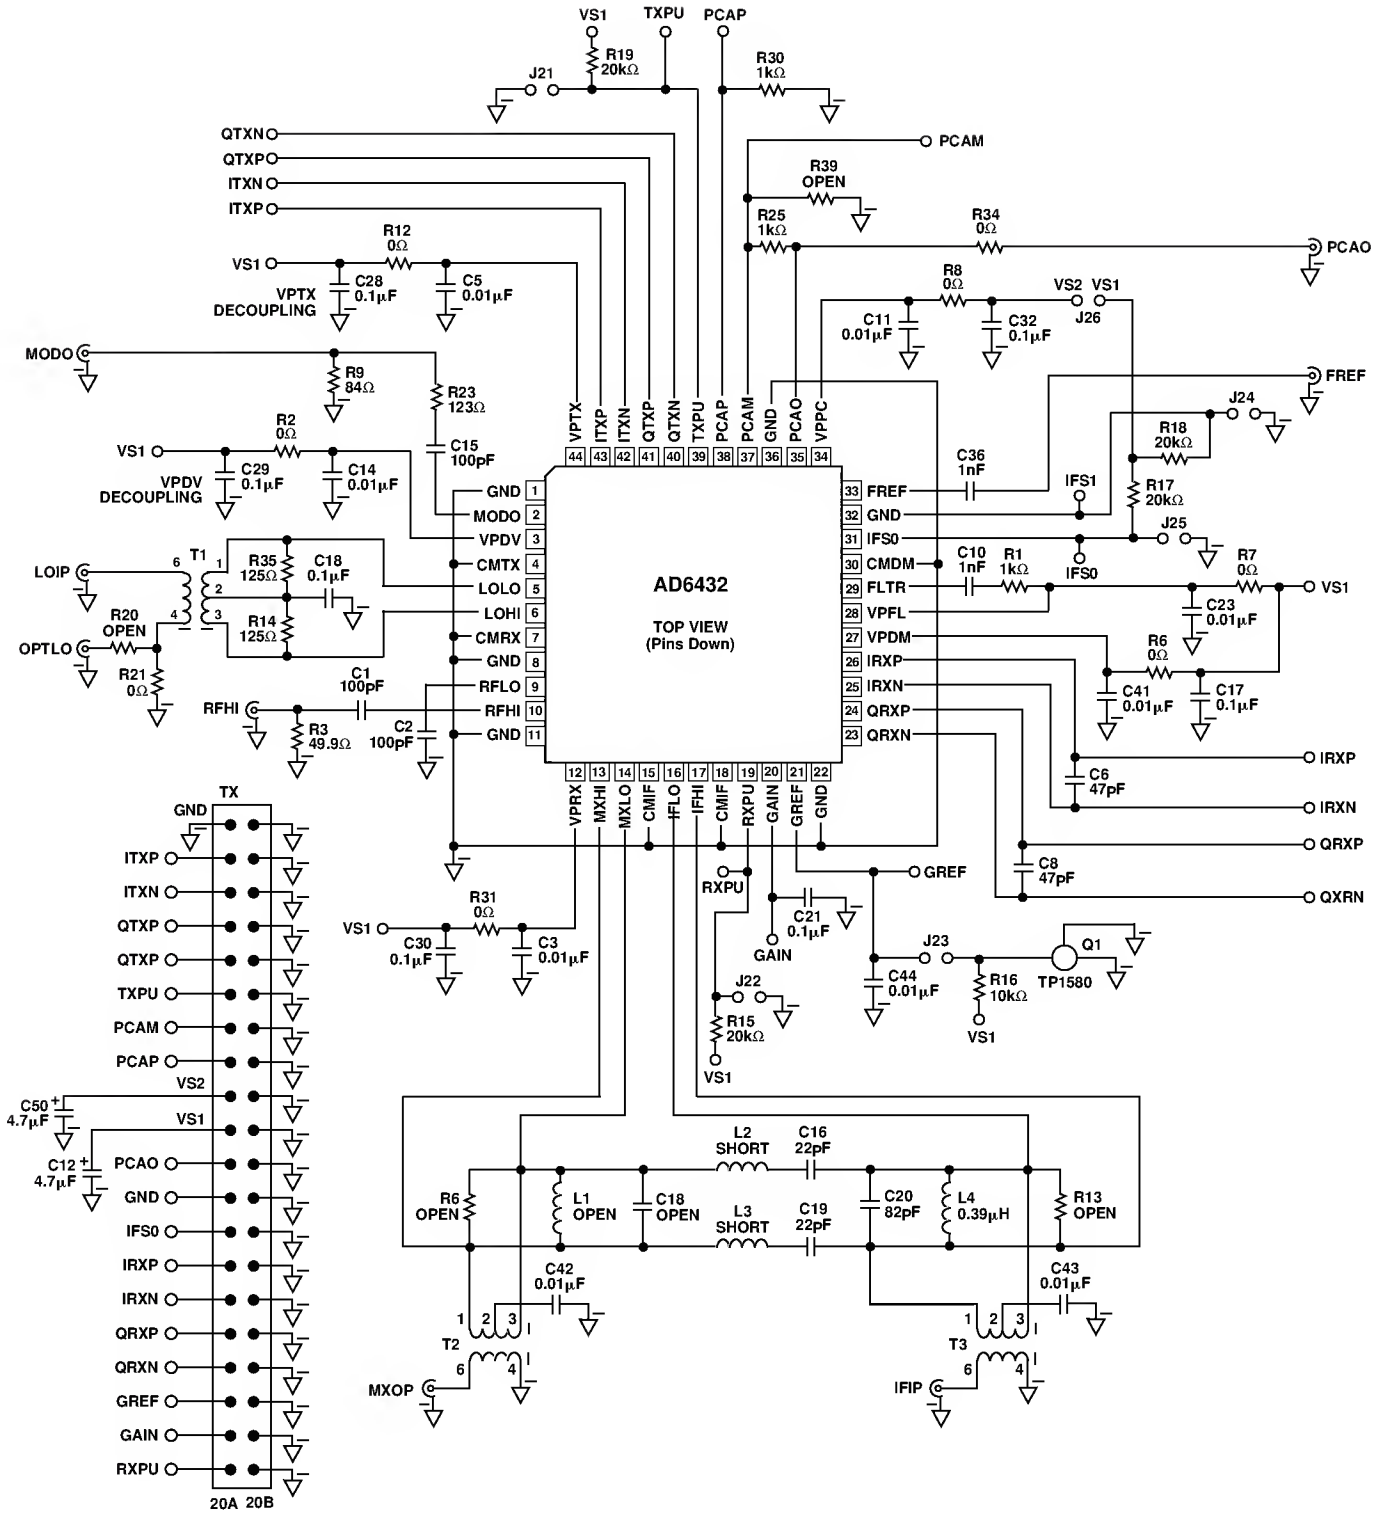 VS1
TXPU
PCAP
R19
20kΩ
J21
R30
1kΩ
QTXN
QTXP
ITXN
ITXP
PCAM
R39
OPEN
R25
1kΩ
R34
0Ω
PCAO
R12
0Ω
VS1
C28
0.1µF
C5
0.01µF
VPTX
DECOUPLING
R8
0Ω
VS2 VS1
J26
C11
0.01µF
C32
0.1µF
MODO
R9
84Ω
R23
123Ω
C15
100pF
FREF
J24
R18
20kΩ
R2
0Ω
VS1
C29
0.1µF
C14
0.01µF
VPDV
DECOUPLING
VPTX
ITXP
ITXN
QTXP
QTXN
TXPU
PCAP
PCAM
GND
PCAO
VPPC
44 43 42 41 40 39 38 37 36 35 34
C36
1nF
IFS1
R17
20kΩ
J25
IFS0
GND 1
MODO 2
VPDV 3
CMTX 4
LOLO 5
LOHI 6
CMRX 7
GND 8
RFLO 9
RFHI 10
GND 11
AD6432
TOP VIEW
(Pins Down)
33 FREF
32 GND
31 IFS0
30 CMDM
29 FLTR
28 VPFL
27 VPDM
26 IRXP
25 IRXN
24 QRXP
23 QRXN
C10
1nF
R1
1kΩ
R7
0Ω
VS1
C23
0.01µF
R6
0Ω
C41
0.01µF
C17
0.1µF
LOIP
T1
6
4
1
2
3
R35
125Ω
C18
0.1µF
R14
125Ω
R20
OPEN
OPTLO
R21
0Ω
RFHI
C1
100pF
R3
49.9Ω
C2
100pF
IRXP
C6
47pF
IRXN
QRXP
C8
47pF
QXRN
12 13 14 15 16 17 18 19 20 21 22
VPRX
MXHI
MXLO
CMIF
IFLO
IFHI
CMIF
RXPU
GAIN
GREF
GND
RXPU
GREF
C21
0.1µF
GAIN
VS1
R31
0Ω
C30
0.1µF
C3
0.01µF
J23
Q1
TP1580
C44
0.01µF
R16
10kΩ
VS1
J22
R15
20kΩ
VS1
TX
GND
ITXP
ITXN
QTXP
QTXP
TXPU
PCAM
PCAP
VS2
C50 +
4.7µF
VS1
C12 +
4.7µF
PCAO
GND
IFS0
IRXP
IRXN
QRXP
QRXN
GREF
GAIN
RXPU
20A 20B
L2
SHORT
C16
22pF
R6
OPEN
L1
OPEN
C18
OPEN
L3
SHORT
C19
22pF
C20
82pF
L4
0.39µH
R13
OPEN
C42
0.01µF
1 2 3
T2
6 4
MXOP
C43
0.01µF
1 2 3
T3
6 4
IFIP